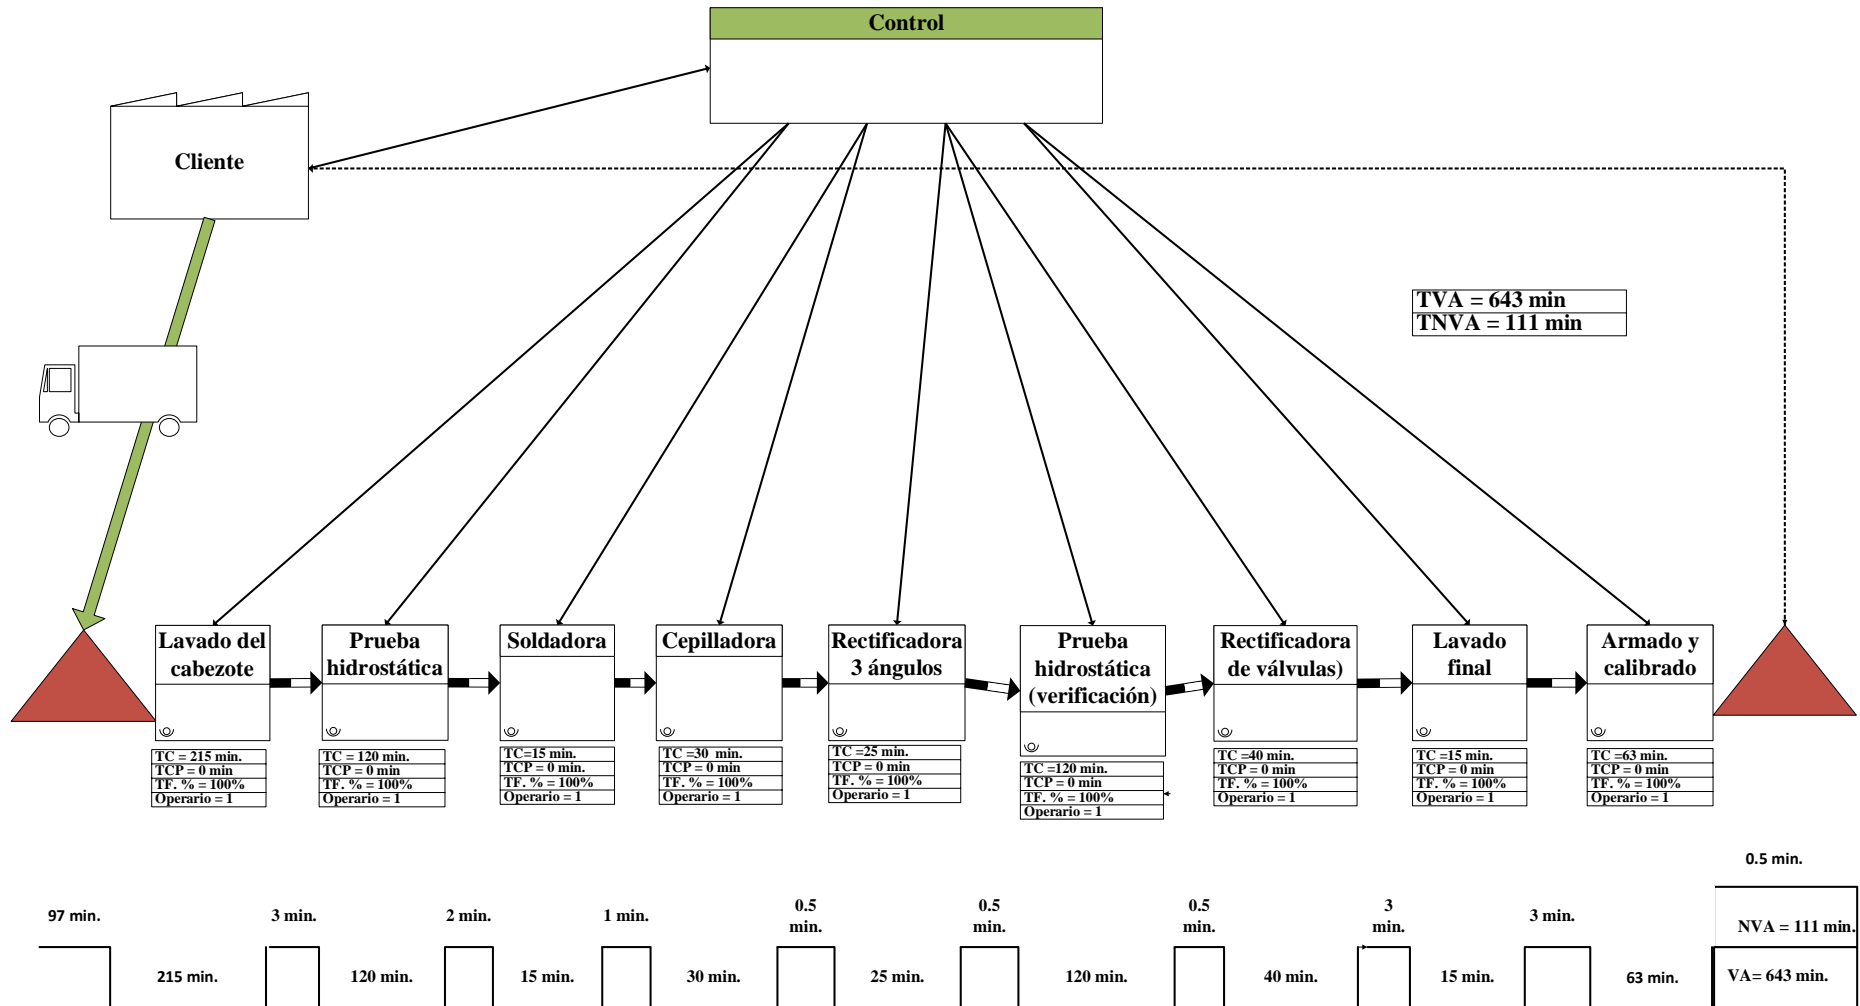 Control
Cliente
TVA = 643 min
TNVA = 111 min
Lavado del
cabezote
TC = 215 min.
TCP = 0 min
TF. % = 100%
Operario = 1
Prueba
hidrostática
TC = 120 min.
TCP = 0 min
TF. % = 100%
Operario = 1
Soldadora
TC=15 min.
TCP = 0 min.
TF. % = 100%
Operario = 1
Cepilladora
TC =30 min.
TCP = 0 min
TF. % = 100%
Operario = 1
Rectificadora
3 ángulos
TC =25 min.
TCP = 0 min
TF. % = 100%
Operario = 1
Prueba
hidrostática
(verificación)
TC =120 min.
TCP = 0 min
TF. % = 100%
Operario = 1
Rectificadora
de válvulas)
TC =40 min.
TCP = 0 min
TF. % = 100%
Operario = 1
Lavado
final
TC =15 min.
TCP = 0 min
TF. % = 100%
Operario = 1
Armado y
calibrado
TC =63 min.
TCP = 0 min
TF. % = 100%
Operario = 1
97 min.
3 min.
2 min.
1 min.
0.5
min.
0.5
min.
0.5
min.
3
min.
3 min.
0.5 min.
NVA = 111 min.
215 min.
120 min.
15 min.
30 min.
25 min.
120 min.
40 min.
15 min.
63 min.
VA= 643 min.